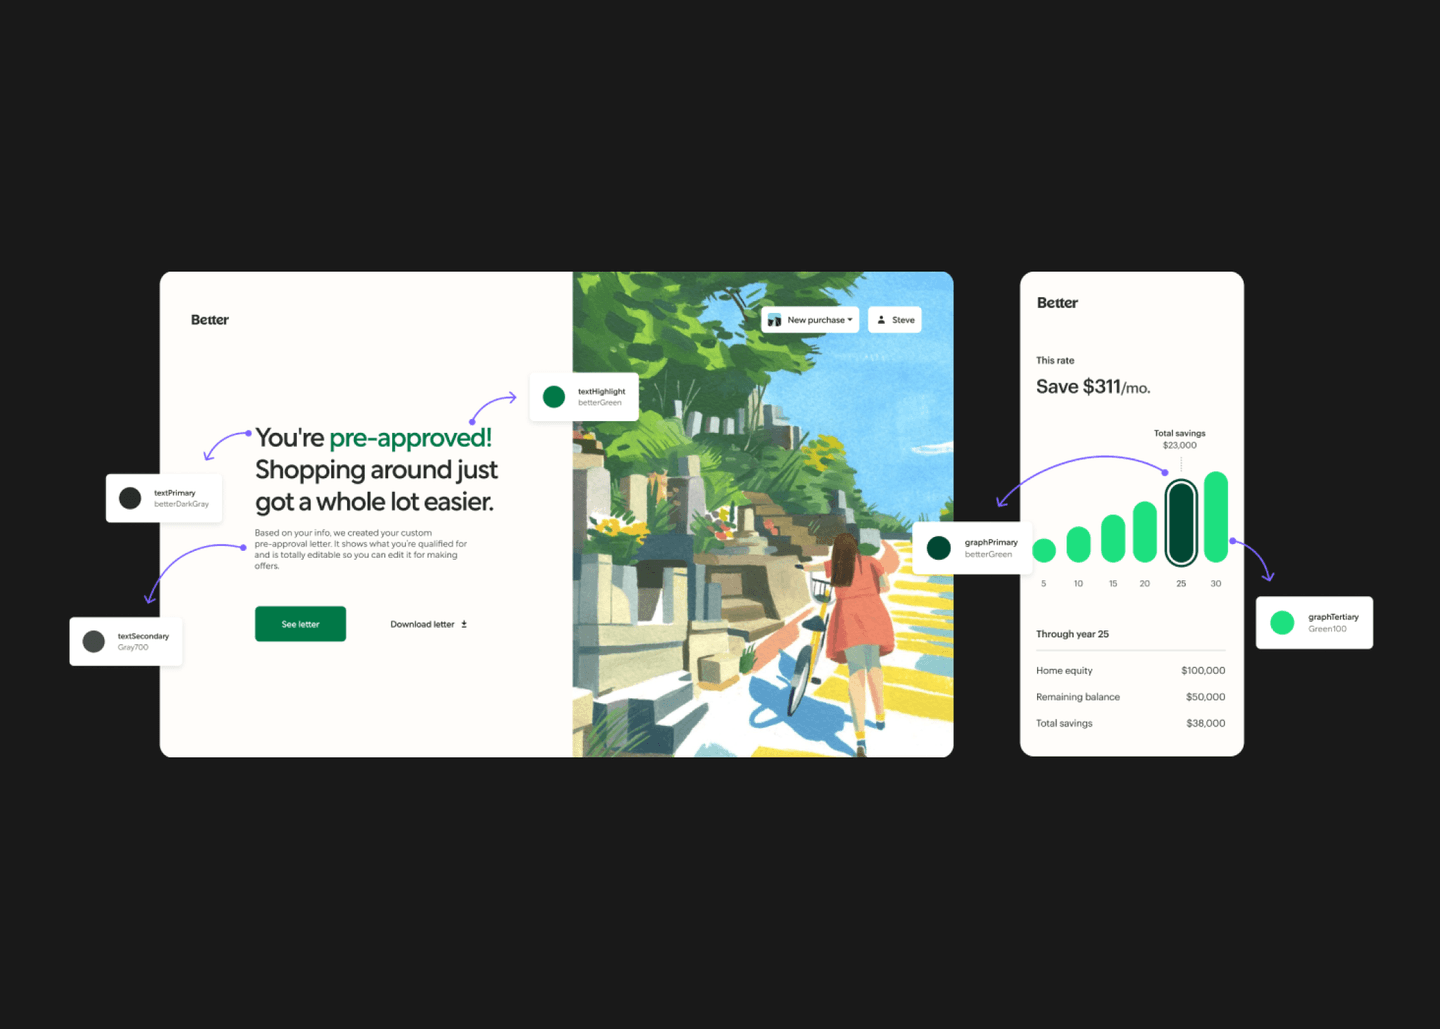 Better
New purchase
Steve
textHighlight
betterGreen
You're pre-approved!
Shopping around just
got a whole lot easier.
textPrimary
betterDarkGray
Based on your info, we created your custom
pre-approval letter. It shows what you're qualified for
and is totally editable so you can edit it for making
offers.
See letter
Download letter
textSecondary
Gray700
Better
This rate
Save $311/mo.
Total savings
$23,000
graphPrimary
betterGreen
5 10 15 20 25 30
graphTertiary
Green100
Through year 25
Home equity $100,000
Remaining balance $50,000
Total savings $38,000